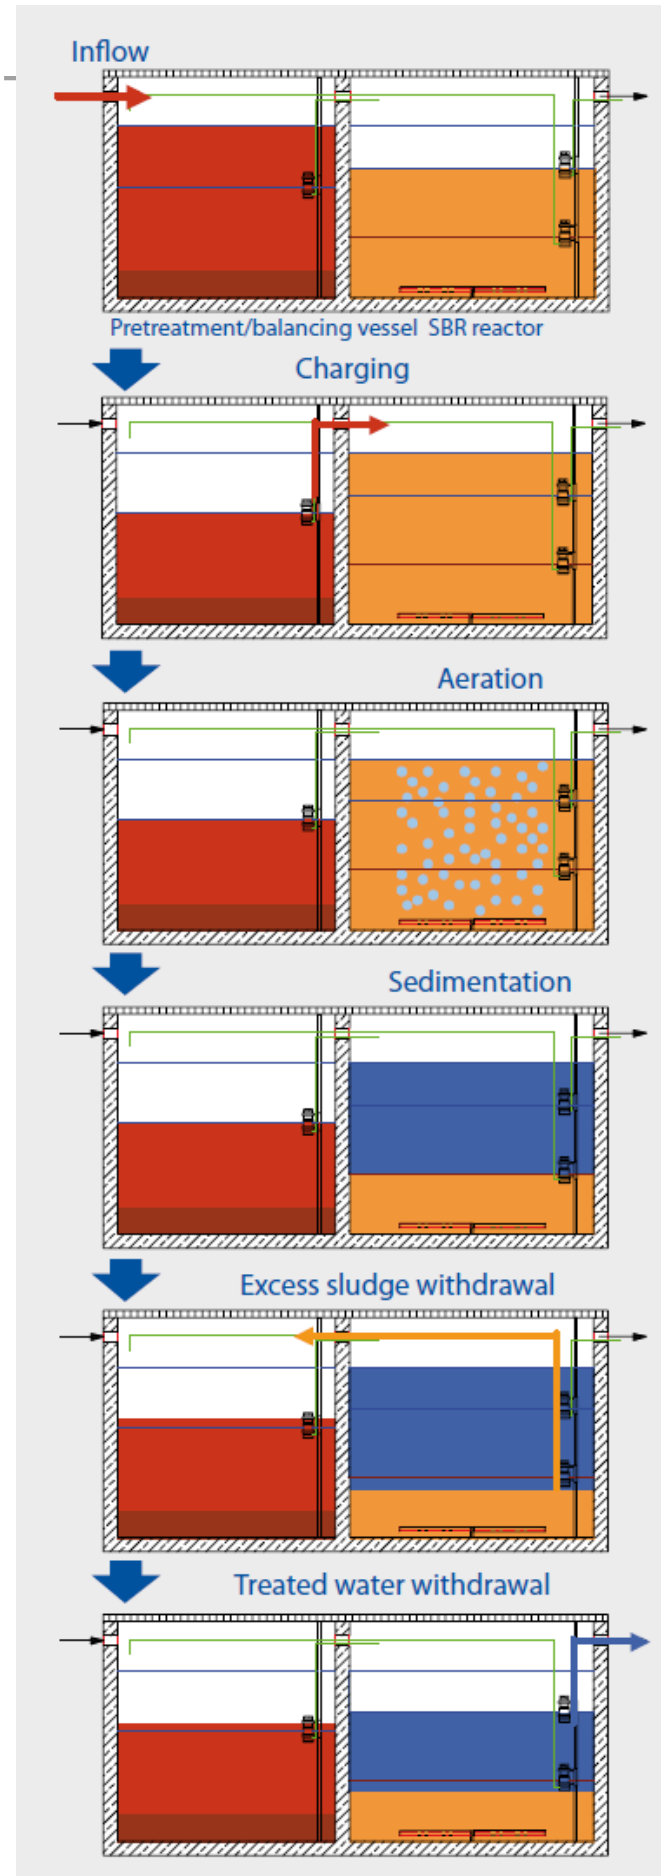 Inflow
Pretreatment/balancing vessel SBR reactor
Charging
Aeration
Sedimentation
Excess sludge withdrawal
Treated water withdrawal